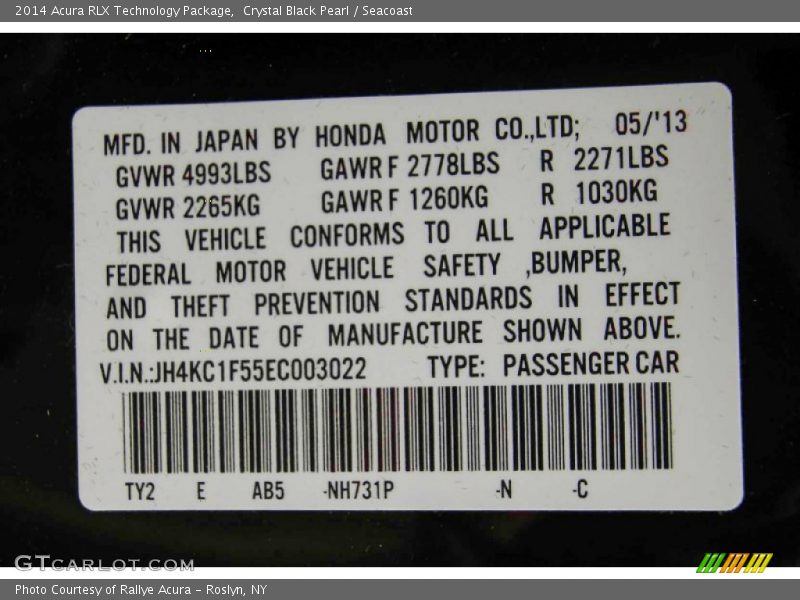 2014 Acura RLX Technology Package,  Crystal Black Pearl / Seacoast
MFD. IN JAPAN BY HONDA MOTOR CO.,LTD; 05/'13
GVWR 4993LBS GAWR F 2778LBS R 2271LBS
GVWR 2265KG GAWR F 1260KG R 1030KG
THIS VEHICLE CONFORMS TO ALL APPLICABLE
FEDERAL MOTOR VEHICLE SAFETY ,BUMPER,
AND THEFT PREVENTION STANDARDS IN EFFECT
ON THE DATE OF MANUFACTURE SHOWN ABOVE.
V.I.N.:JH4KC1F55EC003022 TYPE: PASSENGER CAR
TY2 E AB5 -NH731P -N -C
GTCARLOT.COM
Photo Courtesy of Rallye Acura - Roslyn, NY